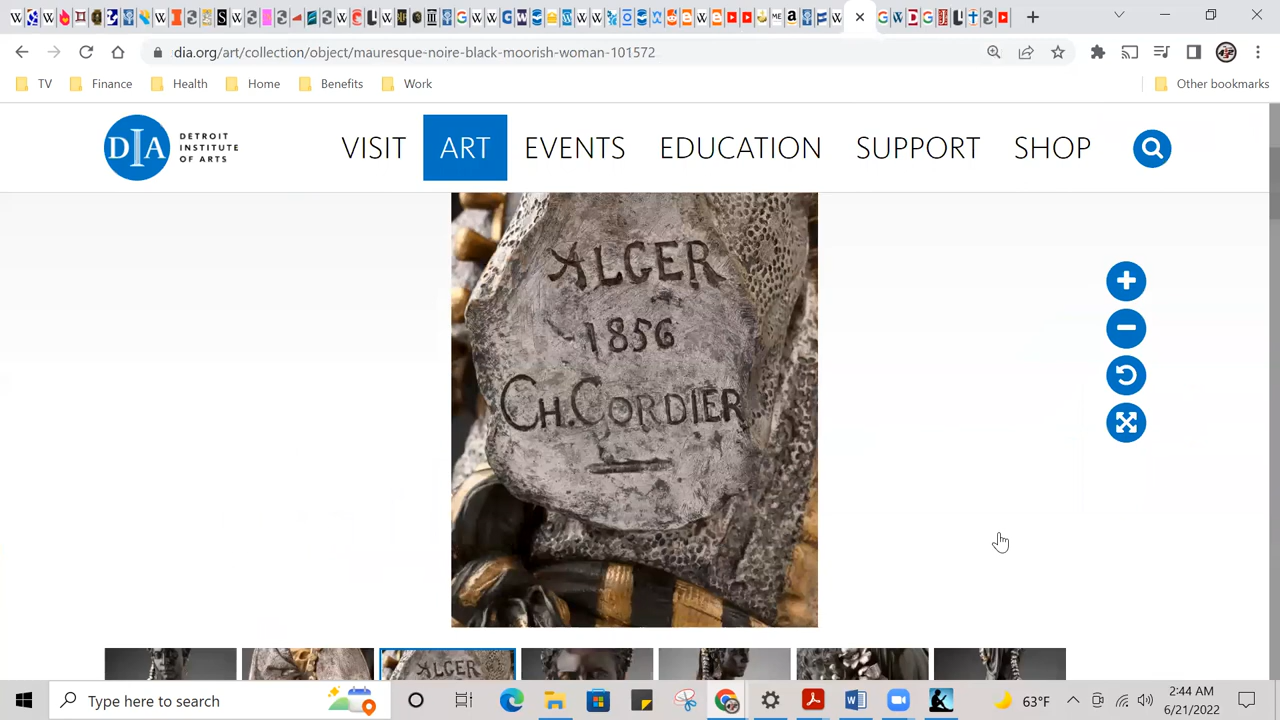 dia.org/art/collection/object/mauresque-noire-black-moorish-woman-101572
TV Finance Health Home Benefits Work Other bookmarks
DIA DETROIT INSTITUTE OF ARTS
VISIT ART EVENTS EDUCATION SUPPORT SHOP
ALGER
1856
CH. CORDIER
ALGER
Type here to search
63°F
2:44 AM
6/21/2022